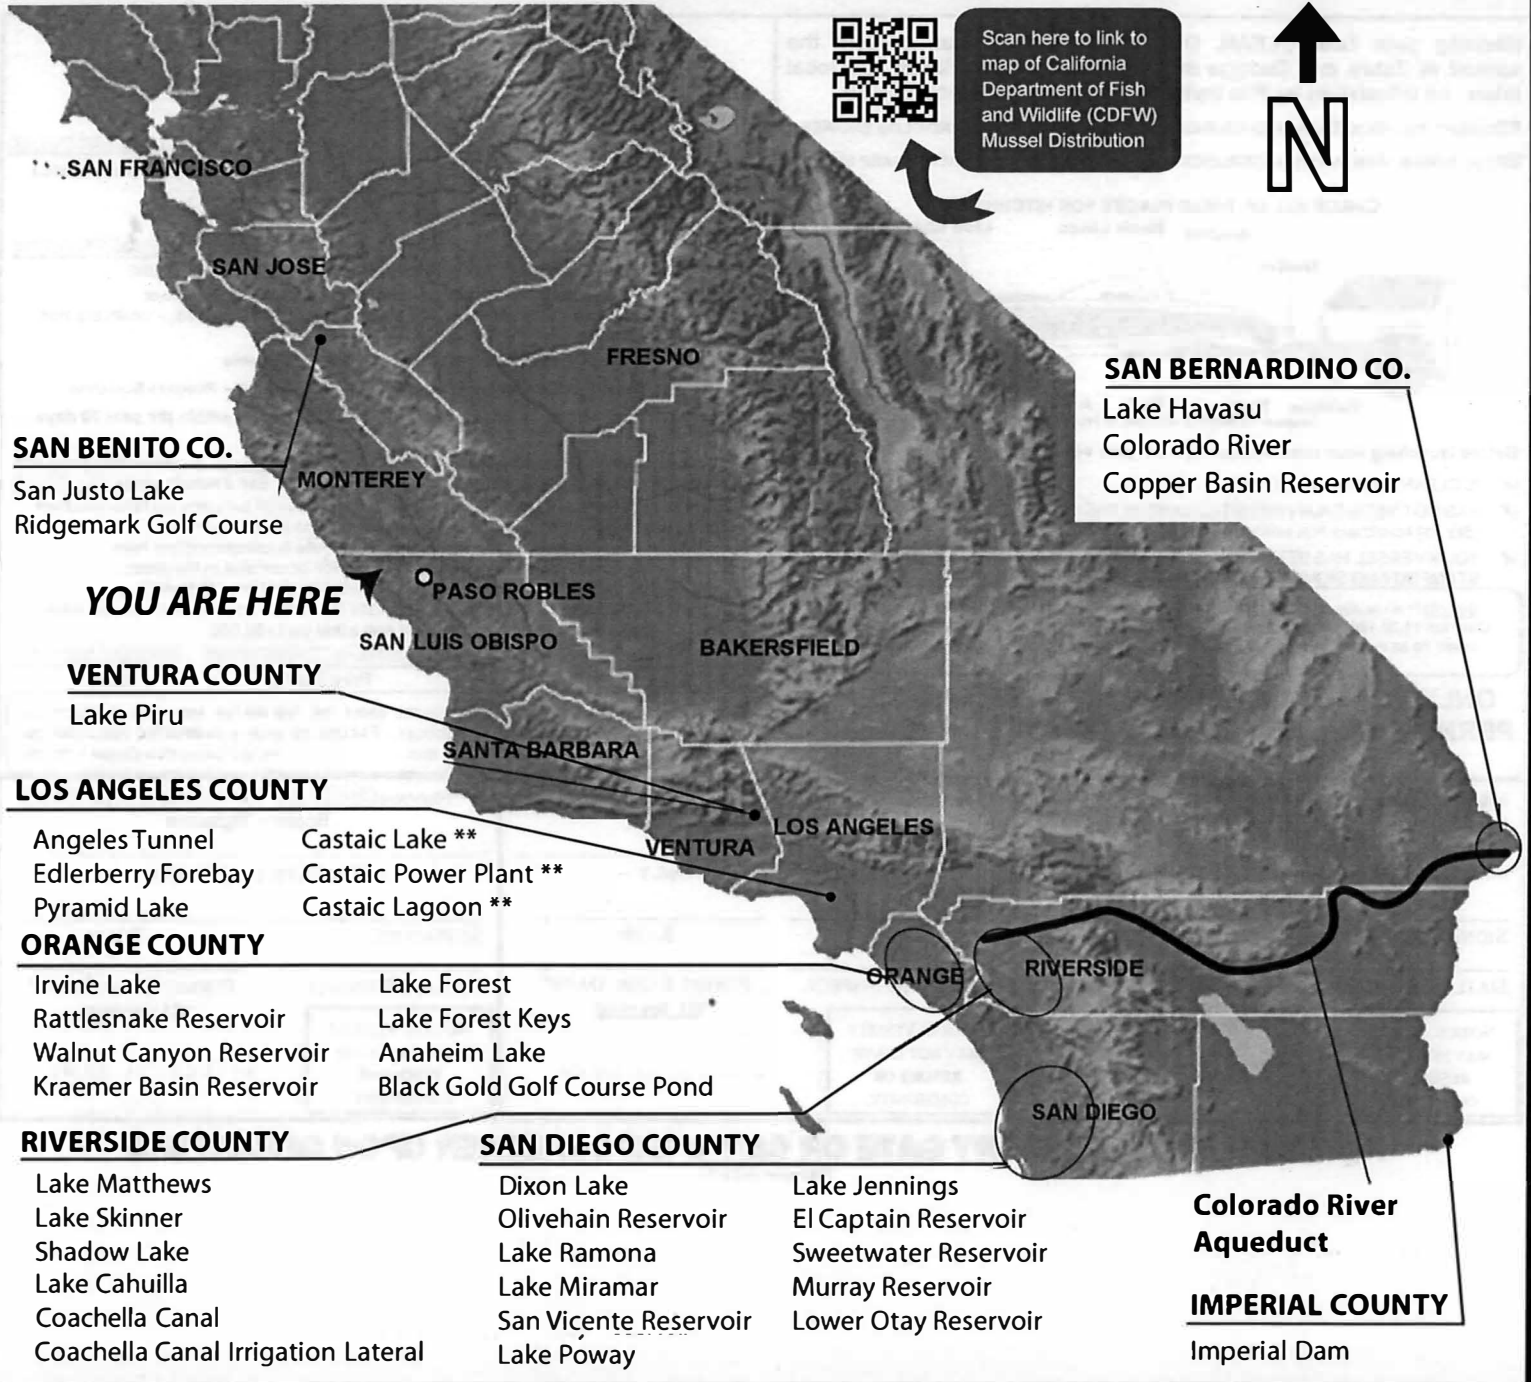 Scan here to link to
map of California
Department of Fish
and Wildlife (CDFW)
Mussel Distribution
N
SAN FRANCISCO
SAN JOSE
FRESNO
MONTEREY
SAN BERNARDINO CO.
Lake Havasu
Colorado River
Copper Basin Reservoir
SAN BENITO CO.
San Justo Lake
Ridgemark Golf Course
YOU ARE HERE
PASO ROBLES
SAN LUIS OBISPO
BAKERSFIELD
VENTURA COUNTY
Lake Piru
SANTA BARBARA
VENTURA
LOS ANGELES
LOS ANGELES COUNTY
Angeles Tunnel
Edlerberry Forebay
Pyramid Lake
Castaic Lake **
Castaic Power Plant **
Castaic Lagoon **
ORANGE
RIVERSIDE
ORANGE COUNTY
Irvine Lake
Rattlesnake Reservoir
Walnut Canyon Reservoir
Kraemer Basin Reservoir
Lake Forest
Lake Forest Keys
Anaheim Lake
Black Gold Golf Course Pond
SAN DIEGO
RIVERSIDE COUNTY
Lake Matthews
Lake Skinner
Shadow Lake
Lake Cahuilla
Coachella Canal
Coachella Canal Irrigation Lateral
SAN DIEGO COUNTY
Dixon Lake
Olivehain Reservoir
Lake Ramona
Lake Miramar
San Vicente Reservoir
Lake Poway
Lake Jennings
El Captain Reservoir
Sweetwater Reservoir
Murray Reservoir
Lower Otay Reservoir
Colorado River
Aqueduct
IMPERIAL COUNTY
Imperial Dam